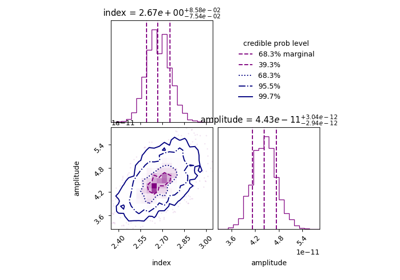 index = 2.67e+00 +8.58e−02 −7.54e−02
credible prob level
68.3% marginal
39.3%
68.3%
95.5%
99.7%
1e−11
amplitude = 4.43e−11 +3.04e−12 −2.94e−12
amplitude
5.4
4.8
4.2
3.6
2.40 2.55 2.70 2.85 3.00
3.6 4.2 4.8 5.4
1e−11
index
amplitude